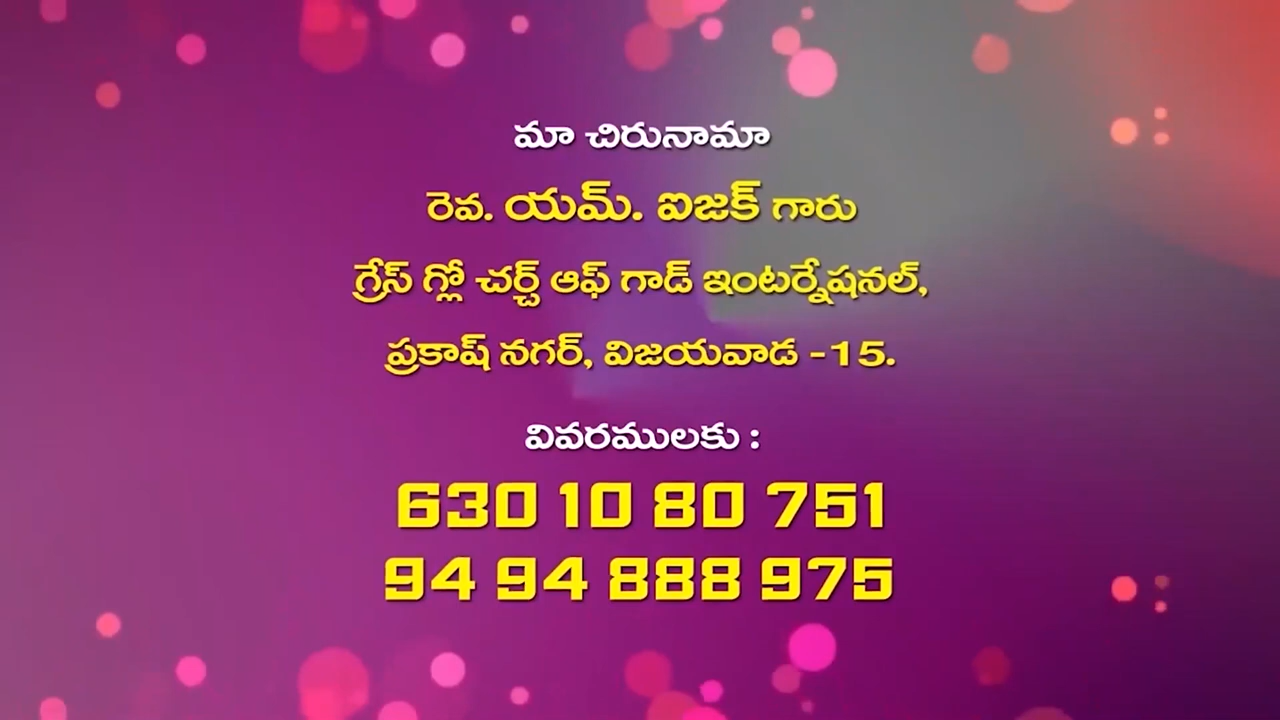 మా చిరునామా
రెవ. యమ్. ఐజక్ గారు
గ్రేస్ గ్లో చర్చ్ ఆఫ్ గాడ్ ఇంటర్నేషనల్,
ప్రకాష్ నగర్, విజయవాడ -15.
వివరములకు :
630 10 80 751
94 94 888 975